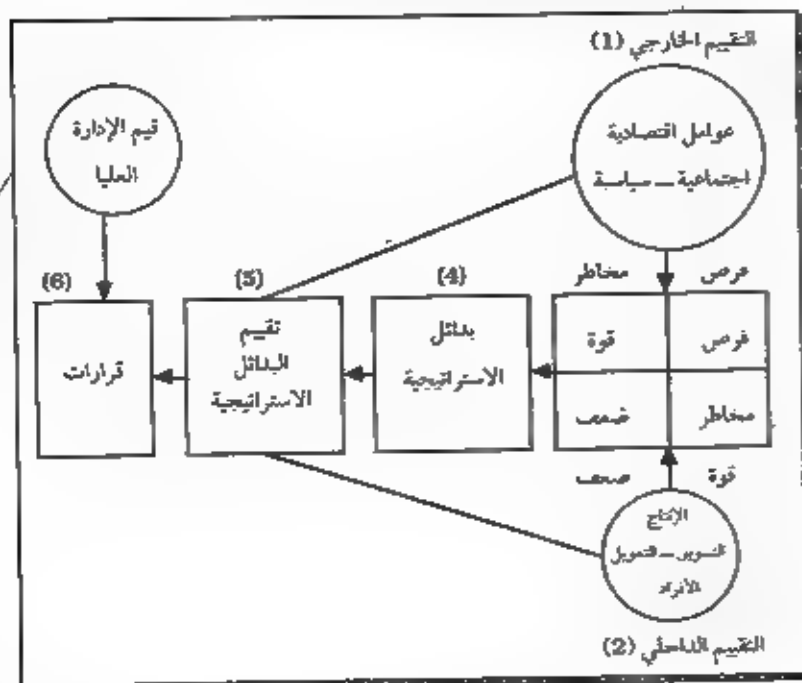 التقييم الخارجي (1)
عوامل اقتصادية
اجتماعية – سياسة
قيم الإدارة
العليا
فرص
مخاطر
(4)
(5)
(6)
فرص
قوة
مخاطر
ضعف
بدائل
الاستراتيجية
تقييم
البدائل
الاستراتيجية
قرارات
قوة
ضعف
الإنتاج
التسويق – التمويل
الأفراد
التقييم الداخلي (2)